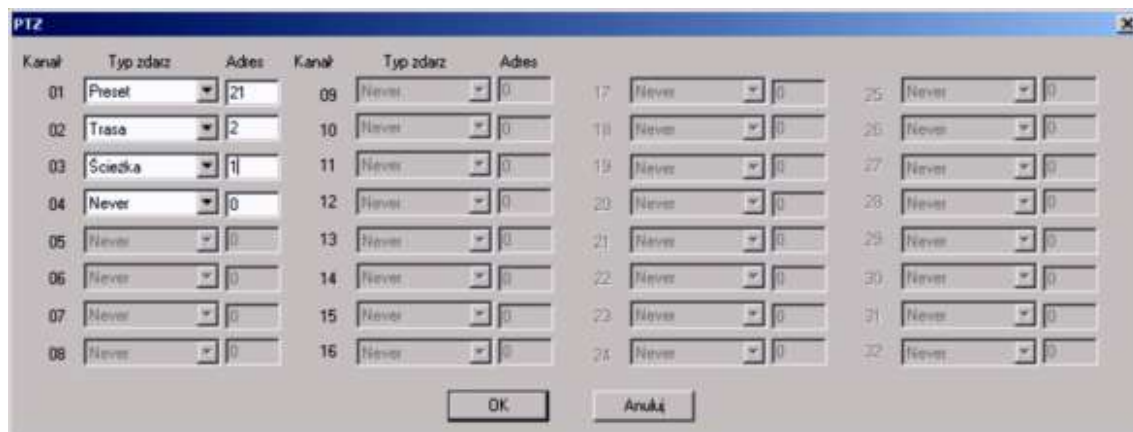 PTZ
Kanał Typ zdarz Adres Kanał Typ zdarz Adres
01 Preset 21 09 Never 0 17 Never 0 25 Never 0
02 Trasa 2 10 Never 0 18 Never 0 26 Never 0
03 Ścieżka 1 11 Never 0 19 Never 0 27 Never 0
04 Never 0 12 Never 0 20 Never 0 28 Never 0
05 Never 0 13 Never 0 21 Never 0 29 Never 0
06 Never 0 14 Never 0 22 Never 0 30 Never 0
07 Never 0 15 Never 0 23 Never 0 31 Never 0
08 Never 0 16 Never 0 24 Never 0 32 Never 0
OK Anuluj